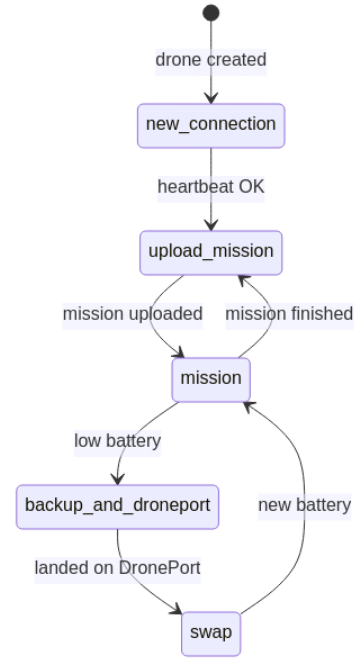 drone created
new_connection
heartbeat OK
upload_mission
mission uploaded
mission finished
mission
low battery
backup_and_droneport
new battery
landed on DronePort
swap